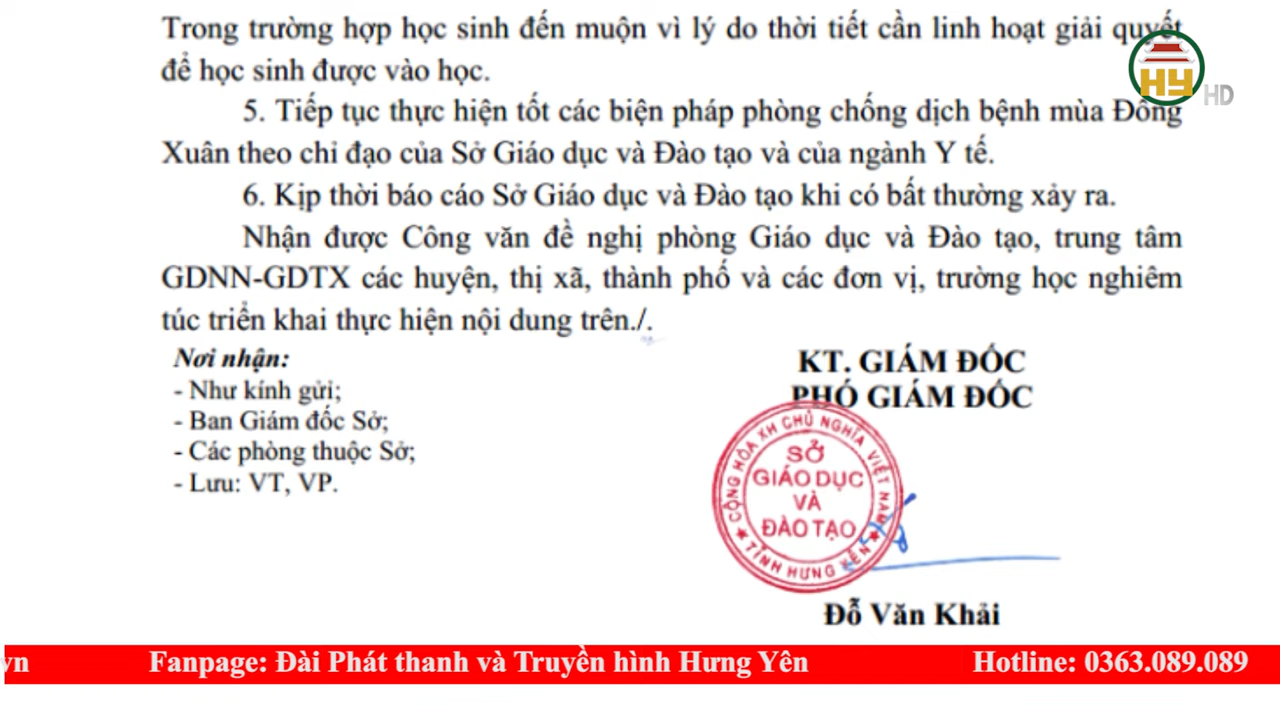 Trong trường hợp học sinh đến muộn vì lý do thời tiết cần linh hoạt giải quyết
để học sinh được vào học.
HY HD
5. Tiếp tục thực hiện tốt các biện pháp phòng chống dịch bệnh mùa Đông
Xuân theo chỉ đạo của Sở Giáo dục và Đào tạo và của ngành Y tế.
6. Kịp thời báo cáo Sở Giáo dục và Đào tạo khi có bất thường xảy ra.
Nhận được Công văn đề nghị phòng Giáo dục và Đào tạo, trung tâm
GDNN-GDTX các huyện, thị xã, thành phố và các đơn vị, trường học nghiêm
túc triển khai thực hiện nội dung trên./.
Nơi nhận:
- Như kính gửi;
- Ban Giám đốc Sở;
- Các phòng thuộc Sở;
- Lưu: VT, VP.
KT. GIÁM ĐỐC
PHÓ GIÁM ĐỐC
CỘNG HÒA XH CHỦ NGHĨA VIỆT NAM
SỞ
GIÁO DỤC
VÀ
ĐÀO TẠO
★ TỈNH HƯNG YÊN ★
Đỗ Văn Khải
vn Fanpage: Đài Phát thanh và Truyền hình Hưng Yên Hotline: 0363.089.089